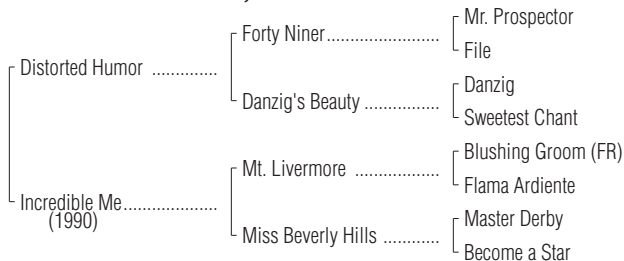 Mr. Prospector
Forty Niner........................
File
Distorted Humor ..............
Danzig
Danzig's Beauty ................
Sweetest Chant
Blushing Groom (FR)
Mt. Livermore ..................
Flama Ardiente
Incredible Me....................
(1990)
Master Derby
Miss Beverly Hills ............
Become a Star